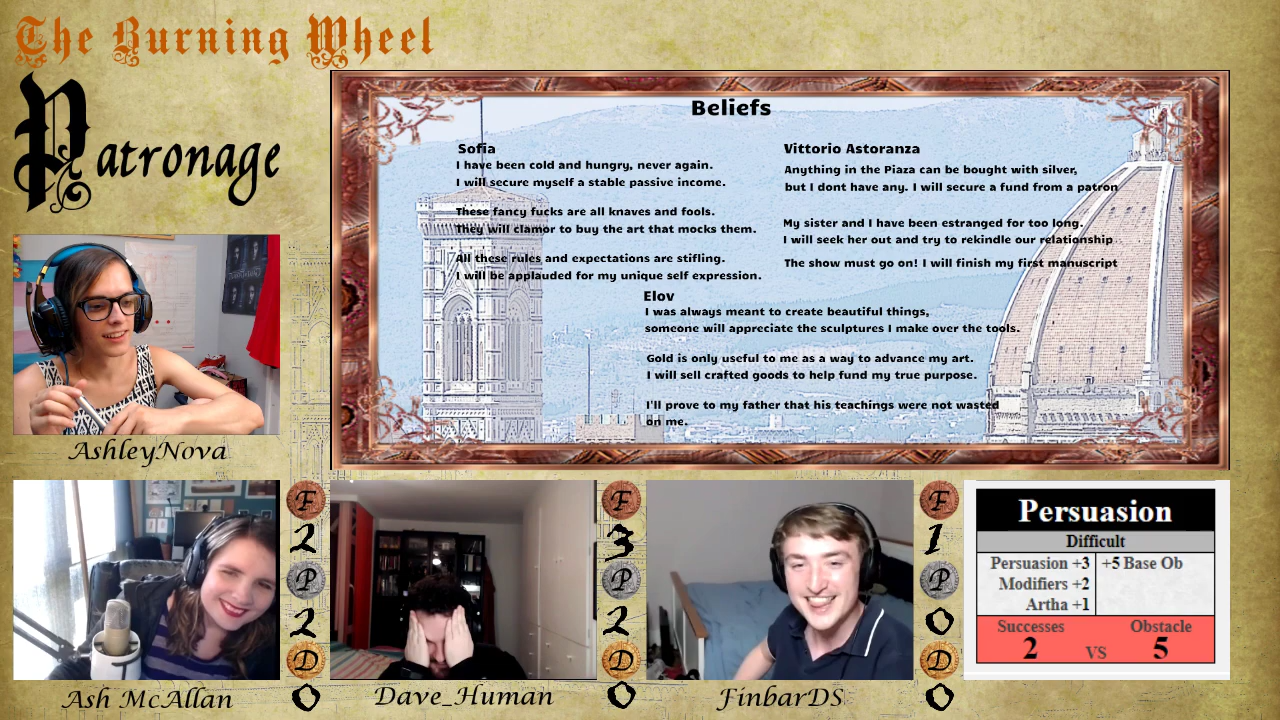 The Burning Wheel
Patronage
Beliefs
Sofia
I have been cold and hungry, never again.
I will secure myself a stable passive income.
These fancy fucks are all knaves and fools.
They will clamor to buy the art that mocks them.
All these rules and expectations are stifling.
I will be applauded for my unique self expression.
Vittorio Astoranza
Anything in the Piaza can be bought with silver,
but I dont have any. I will secure a fund from a patron
My sister and I have been estranged for too long.
I will seek her out and try to rekindle our relationship
The show must go on! I will finish my first manuscript
Elov
I was always meant to create beautiful things,
someone will appreciate the sculptures I make over the tools.
Gold is only useful to me as a way to advance my art.
I will sell crafted goods to help fund my true purpose.
I'll prove to my father that his teachings were not wasted
on me.
AshleyNova
F
2
P
2
D
0
Ash McAllan
F
3
P
2
D
0
Dave_Human
F
1
P
0
D
0
FinbarDS
Persuasion
Difficult
Persuasion +3 +5 Base Ob
Modifiers +2
Artha +1
Successes Obstacle
2 VS 5